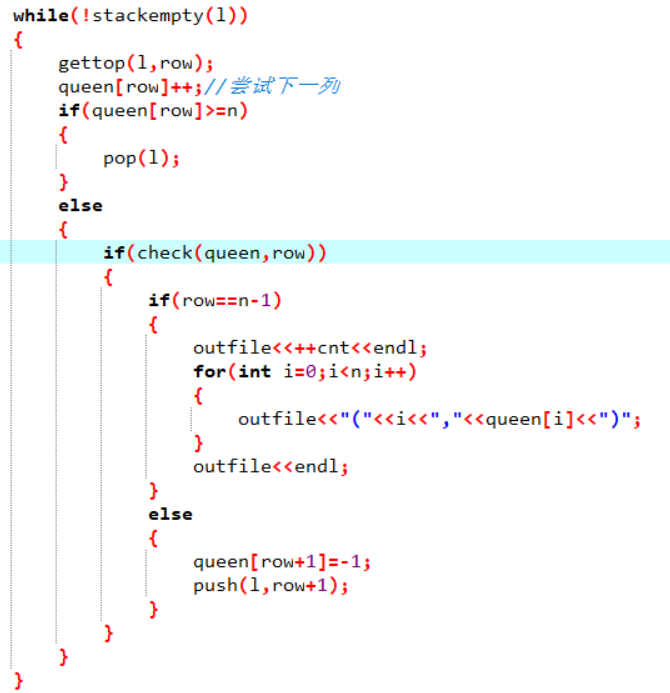 while(!stackempty(l))
{
gettop(l,row);
queen[row]++;//尝试下一列
if(queen[row]>=n)
{
pop(l);
}
else
{
if(check(queen,row))
{
if(row==n-1)
{
outfile<<++cnt<<endl;
for(int i=0;i<n;i++)
{
outfile<<"("<<i<<","<<queen[i]<<")";
}
outfile<<endl;
}
else
{
queen[row+1]=-1;
push(l,row+1);
}
}
}
}